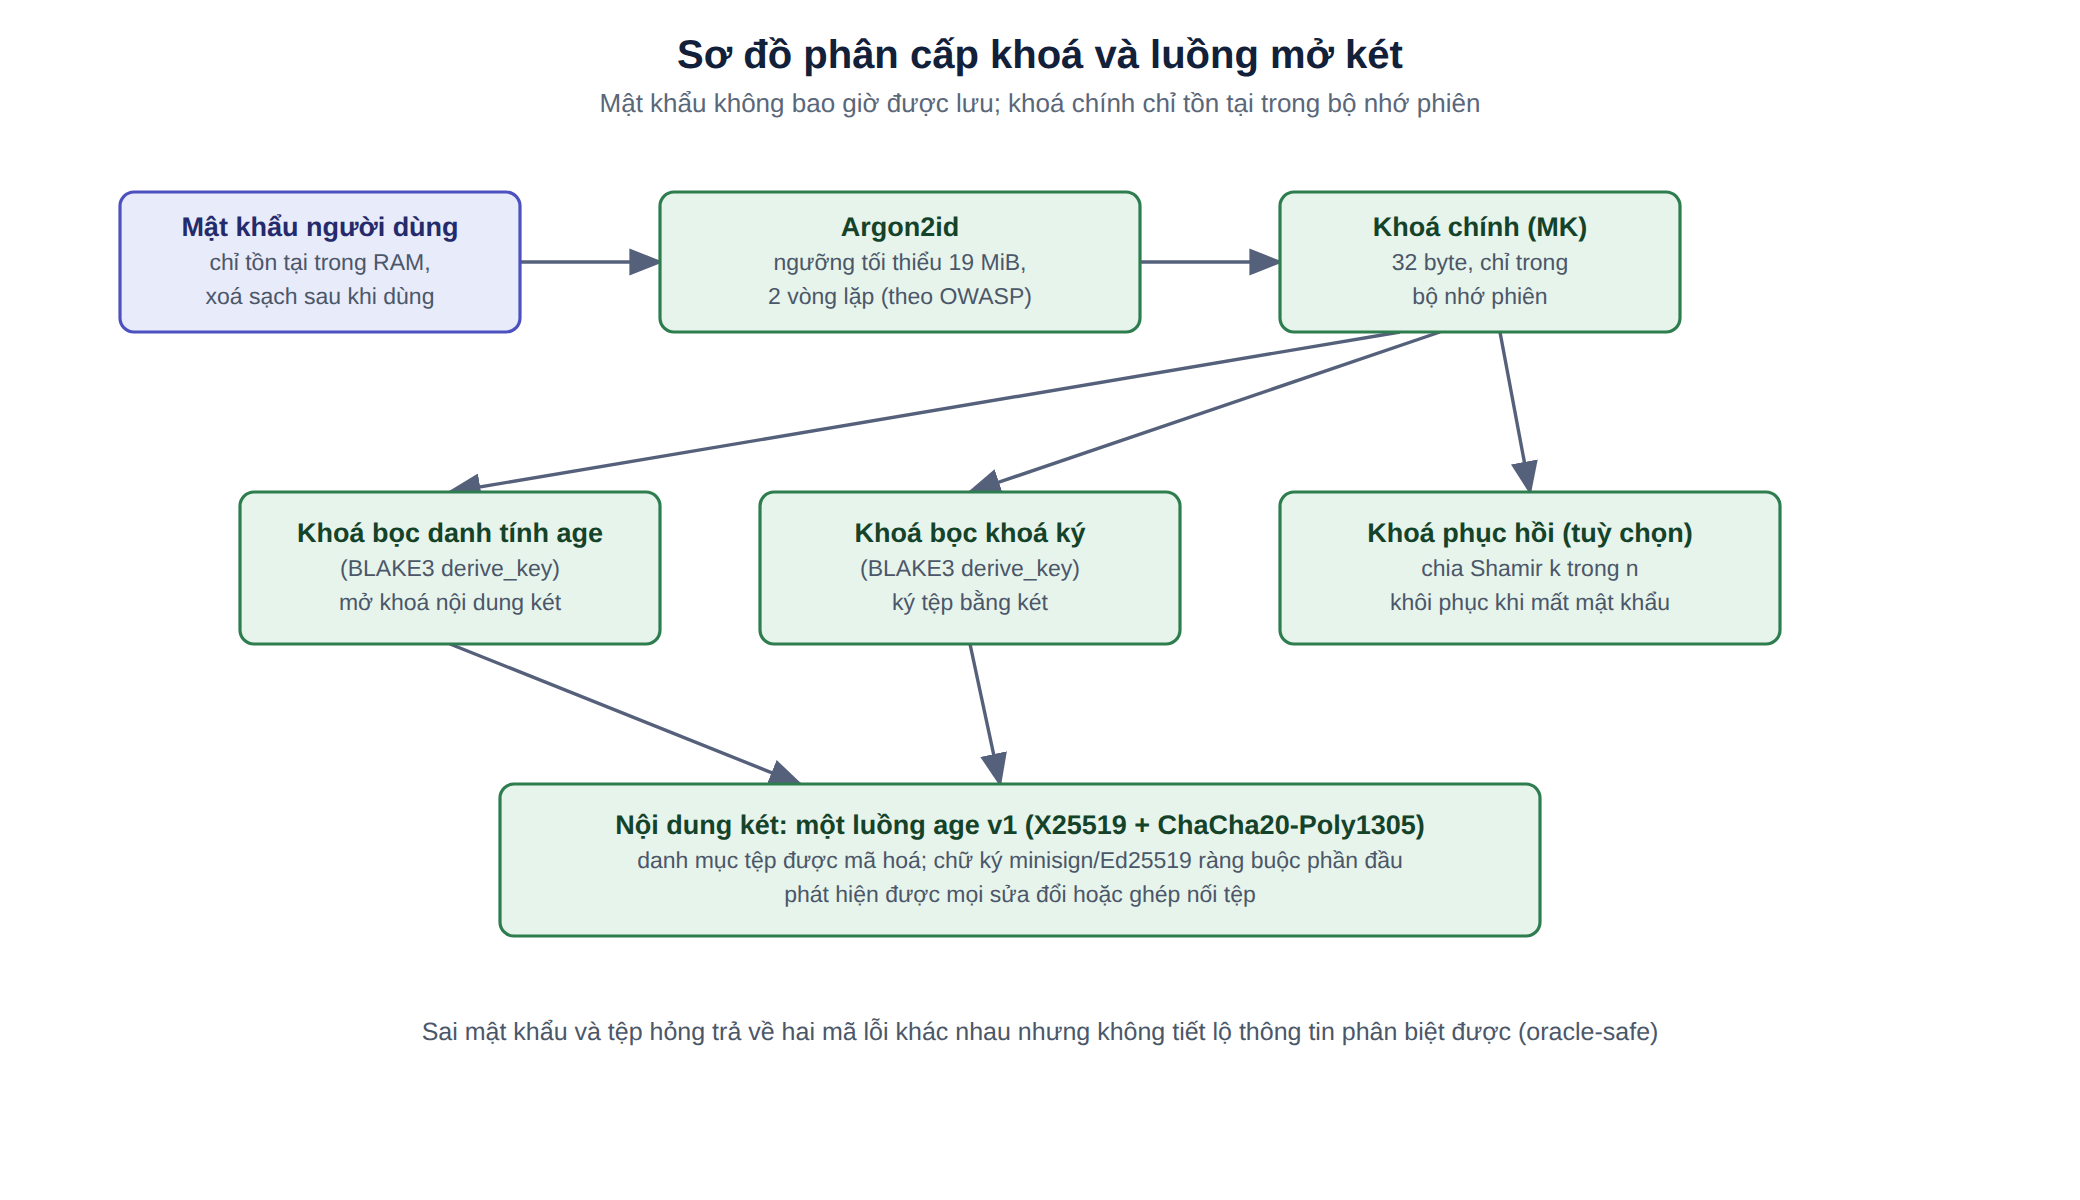 Sơ đồ phân cấp khoá và luồng mở két
Mật khẩu không bao giờ được lưu; khoá chính chỉ tồn tại trong bộ nhớ phiên
Mật khẩu người dùng
chỉ tồn tại trong RAM,
xoá sạch sau khi dùng
Argon2id
ngưỡng tối thiểu 19 MiB,
2 vòng lặp (theo OWASP)
Khoá chính (MK)
32 byte, chỉ trong
bộ nhớ phiên
Khoá bọc danh tính age
(BLAKE3 derive_key)
mở khoá nội dung két
Khoá bọc khoá ký
(BLAKE3 derive_key)
ký tệp bằng két
Khoá phục hồi (tuỳ chọn)
chia Shamir k trong n
khôi phục khi mất mật khẩu
Nội dung két: một luồng age v1 (X25519 + ChaCha20-Poly1305)
danh mục tệp được mã hoá; chữ ký minisign/Ed25519 ràng buộc phần đầu
phát hiện được mọi sửa đổi hoặc ghép nối tệp
Sai mật khẩu và tệp hỏng trả về hai mã lỗi khác nhau nhưng không tiết lộ thông tin phân biệt được (oracle-safe)